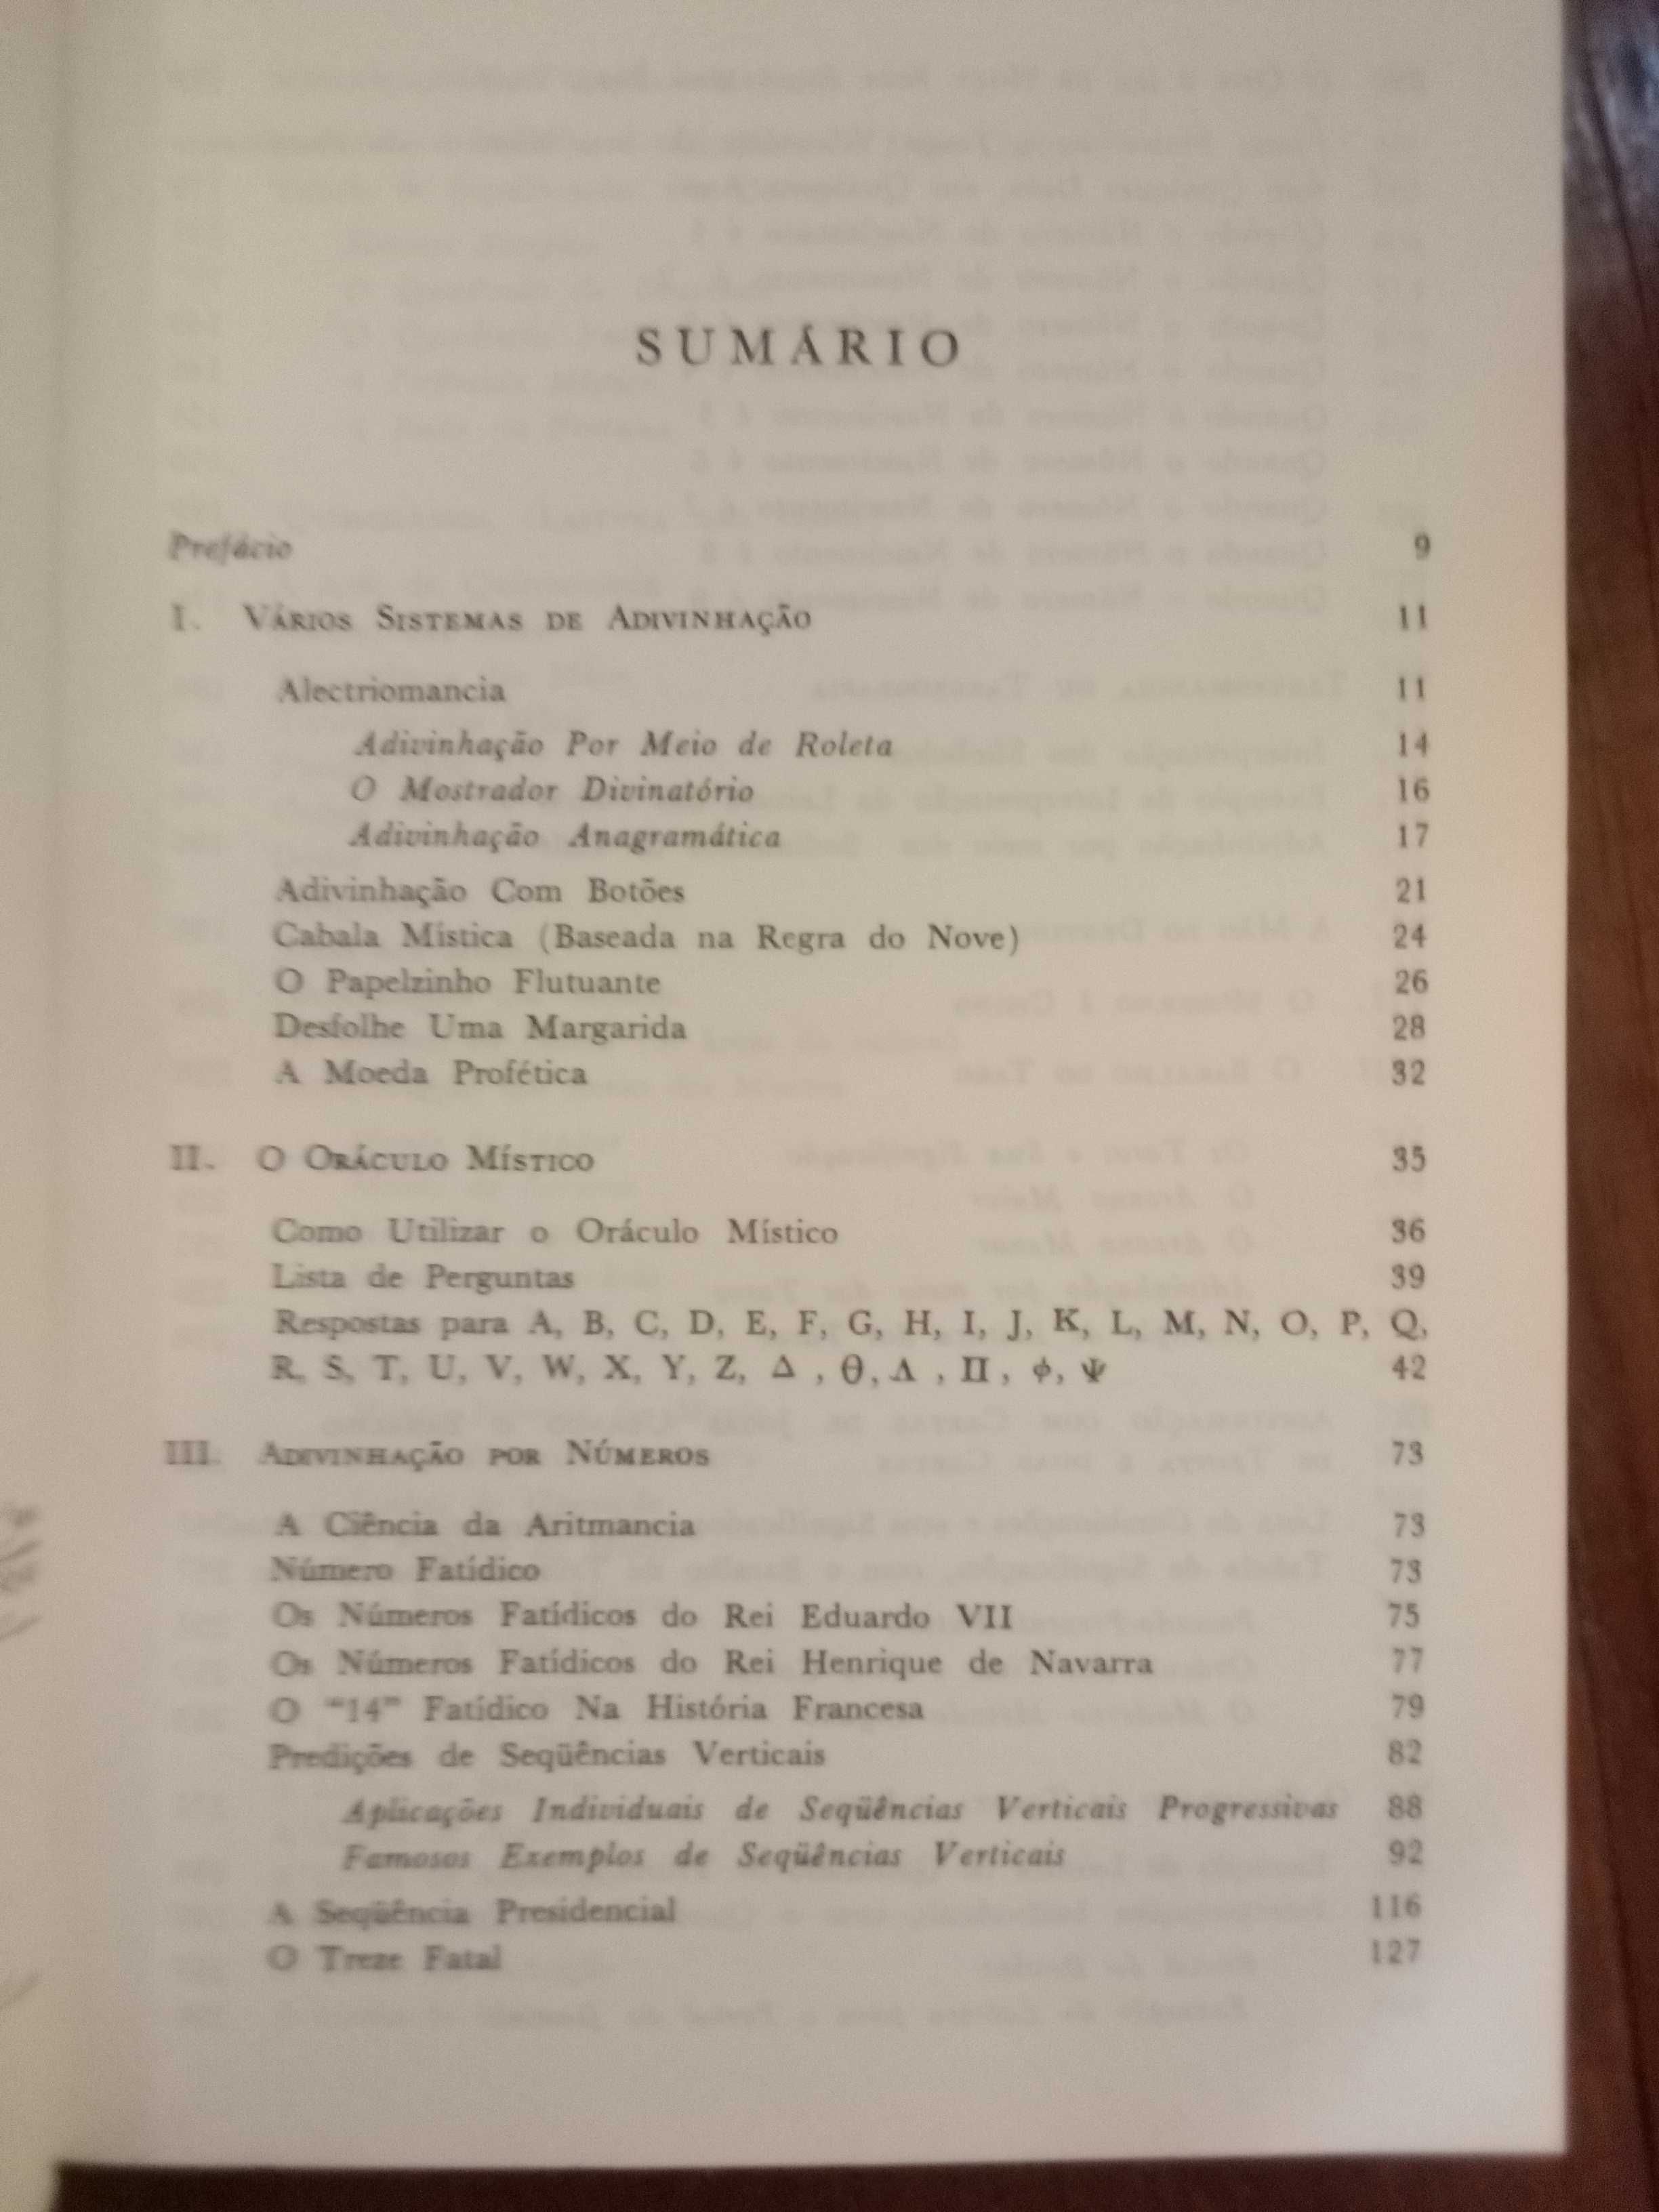 SUMÁRIO
Prefácio 9
I. VÁRIOS SISTEMAS DE ADIVINHAÇÃO 11
Alectriomancia 11
Adivinhação Por Meio de Roleta 14
O Mostrador Divinatório 16
Adivinhação Anagramática 17
Adivinhação Com Botões 21
Cabala Mística (Baseada na Regra do Nove) 24
O Papelzinho Flutuante 26
Desfolhe Uma Margarida 28
A Moeda Profética 32
II. O ORÁCULO MÍSTICO 35
Como Utilizar o Oráculo Místico 36
Lista de Perguntas 39
Respostas para A, B, C, D, E, F, G, H, I, J, K, L, M, N, O, P, Q,
R, S, T, U, V, W, X, Y, Z, Δ , θ, Λ , Π , ϕ, Ψ 42
III. ADIVINHAÇÃO POR NÚMEROS 73
A Ciência da Aritmancia 73
Número Fatídico 73
Os Números Fatídicos do Rei Eduardo VII 75
Os Números Fatídicos do Rei Henrique de Navarra 77
O “14” Fatídico Na História Francesa 79
Predições de Seqüências Verticais 82
Aplicações Individuais de Seqüências Verticais Progressivas 88
Famosos Exemplos de Seqüências Verticais 92
A Seqüência Presidencial 116
O Treze Fatal 127